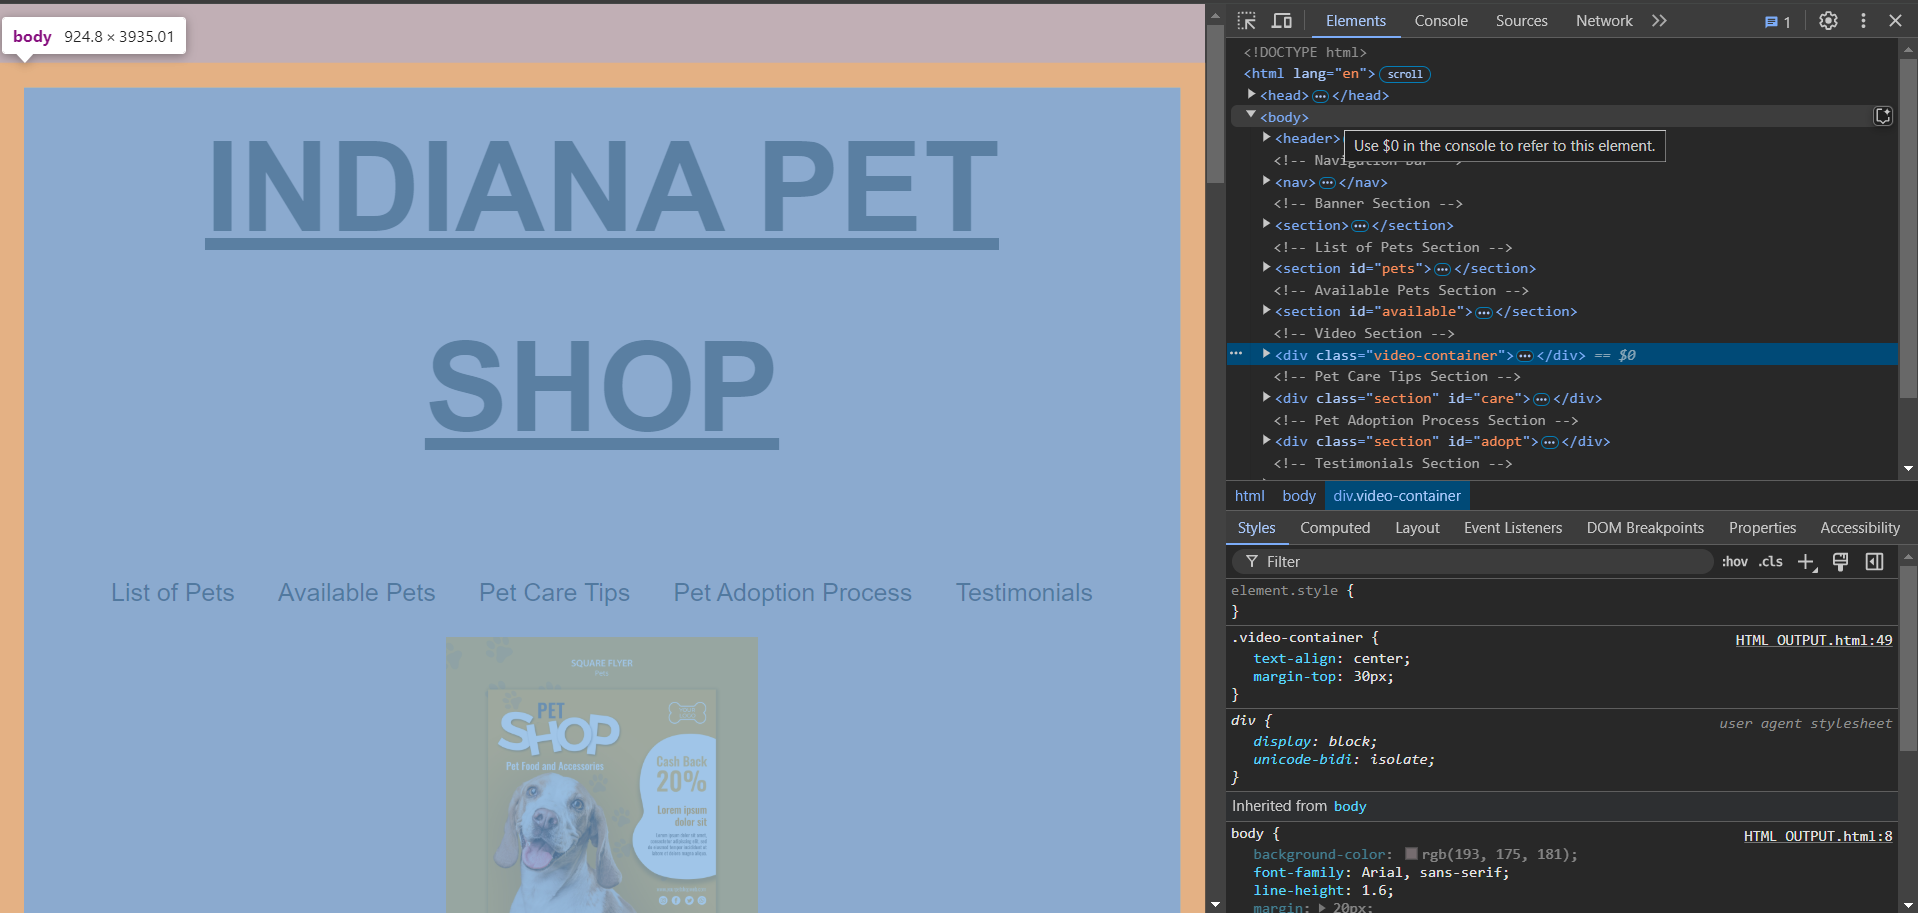 body 924.8 × 3935.01
INDIANA PET
SHOP
List of Pets Available Pets Pet Care Tips Pet Adoption Process Testimonials
SQUARE FLYER
Pets
PET
SHOP
Pet Food and Accessories
Cash Back
20%
Lorem ipsum
dolor sit
Elements Console Sources Network 1
<!DOCTYPE html>
<html lang="en"> scroll
<head> ••• </head>
<body>
<header>
Use $0 in the console to refer to this element.
<!-- Navigation Bar -->
<nav> ••• </nav>
<!-- Banner Section -->
<section> ••• </section>
<!-- List of Pets Section -->
<section id="pets"> ••• </section>
<!-- Available Pets Section -->
<section id="available"> ••• </section>
<!-- Video Section -->
<div class="video-container"> ••• </div> == $0
<!-- Pet Care Tips Section -->
<div class="section" id="care"> ••• </div>
<!-- Pet Adoption Process Section -->
<div class="section" id="adopt"> ••• </div>
<!-- Testimonials Section -->
html body div.video-container
Styles Computed Layout Event Listeners DOM Breakpoints Properties Accessibility
Filter :hov .cls
element.style {
}
.video-container { HTML OUTPUT.html:49
text-align: center;
margin-top: 30px;
}
div { user agent stylesheet
display: block;
unicode-bidi: isolate;
}
Inherited from body
body { HTML OUTPUT.html:8
background-color: rgb(193, 175, 181);
font-family: Arial, sans-serif;
line-height: 1.6;
margin: 20px;